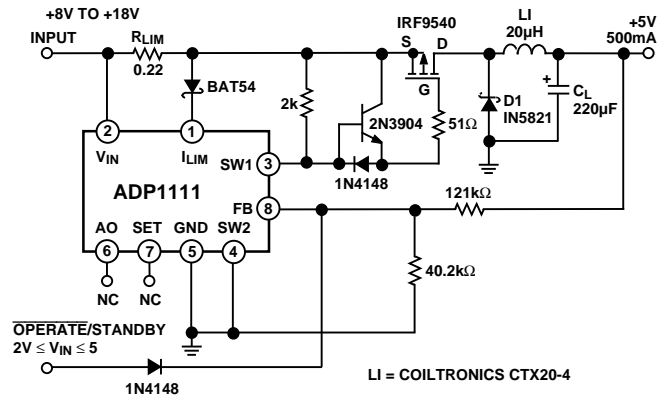 +8V TO +18V
INPUT
RLIM
0.22
BAT54
IRF9540
S
D
G
LI
20µH
+5V
500mA
2k
2N3904
51Ω
D1
IN5821
+
CL
220µF
2
1
VIN
ILIM
SW1
3
1N4148
ADP1111
FB
8
121kΩ
AO
SET
GND
SW2
6
7
5
4
NC
NC
40.2kΩ
OPERATE/STANDBY
2V ≤ VIN ≤ 5
1N4148
LI = COILTRONICS CTX20-4